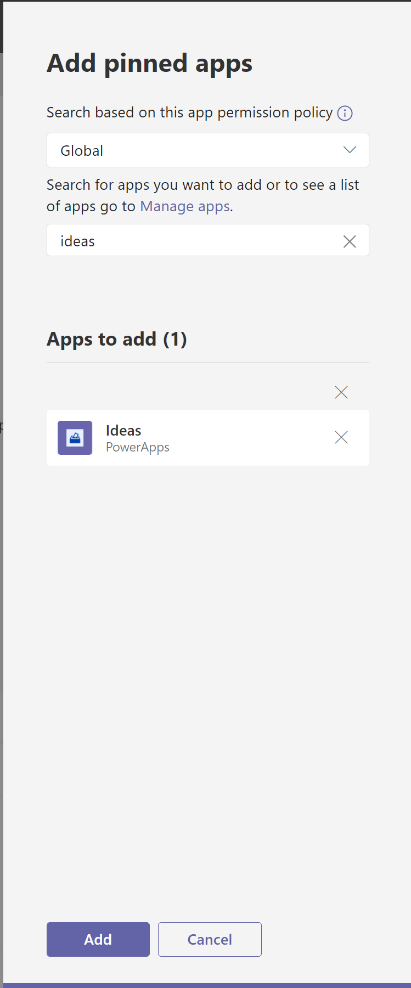 Add pinned apps
Search based on this app permission policy
Global
Search for apps you want to add or to see a list
of apps go to Manage apps.
ideas
Apps to add (1)
Ideas
PowerApps
Add
Cancel